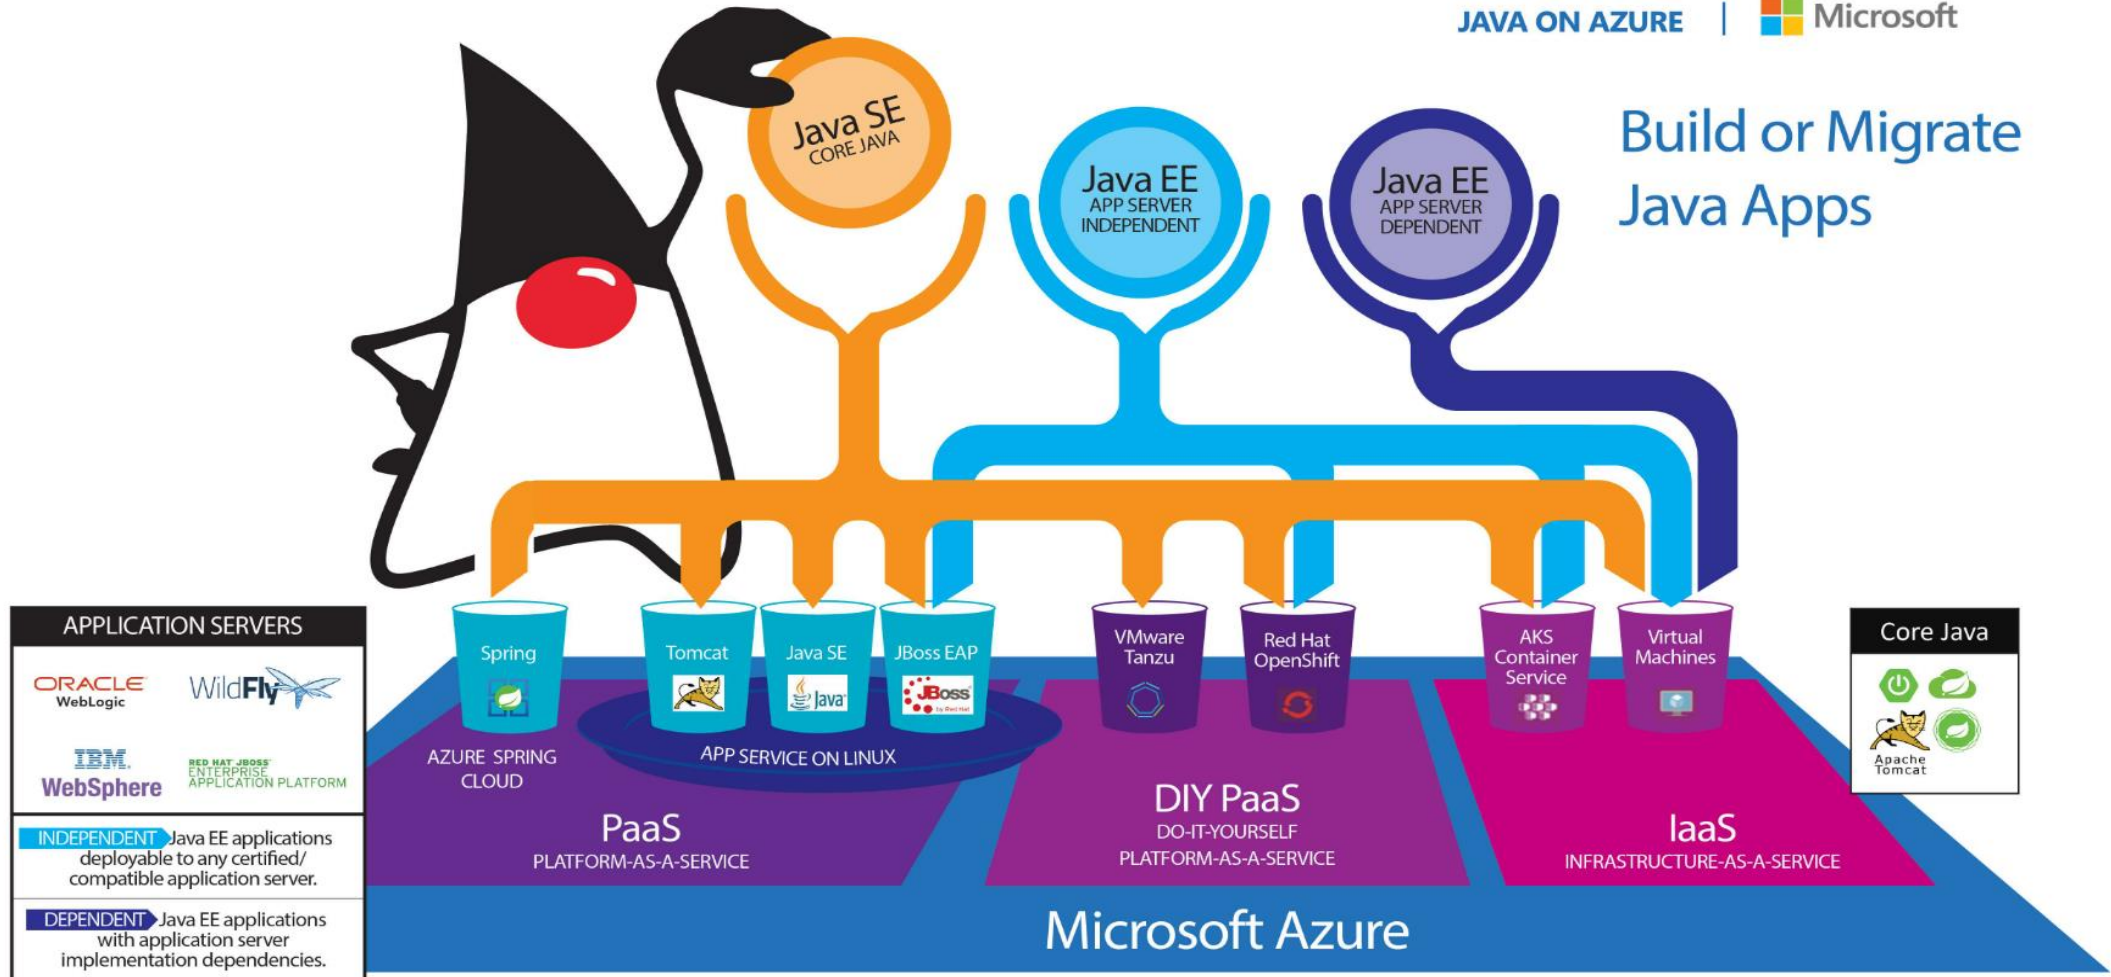 JAVA ON AZURE | Microsoft
Build or Migrate
Java Apps
Java SE
CORE JAVA
Java EE
APP SERVER
INDEPENDENT
Java EE
APP SERVER
DEPENDENT
APPLICATION SERVERS
ORACLE
WebLogic
WildFly
IBM
WebSphere
RED HAT JBOSS
ENTERPRISE
APPLICATION PLATFORM
INDEPENDENT Java EE applications
deployable to any certified/
compatible application server.
DEPENDENT Java EE applications
with application server
implementation dependencies.
Spring
Tomcat
Java SE
Java
JBoss EAP
JBoss
by Red Hat
VMware
Tanzu
Red Hat
OpenShift
AKS
Container
Service
Virtual
Machines
Core Java
Apache
Tomcat
AZURE SPRING
CLOUD
APP SERVICE ON LINUX
PaaS
PLATFORM-AS-A-SERVICE
DIY PaaS
DO-IT-YOURSELF
PLATFORM-AS-A-SERVICE
IaaS
INFRASTRUCTURE-AS-A-SERVICE
Microsoft Azure